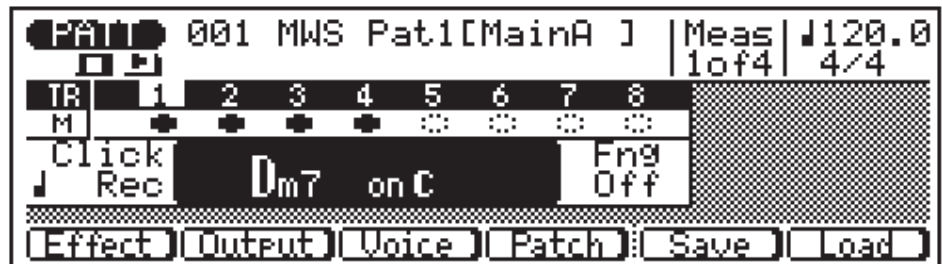 PATT 001 MWS Pat1[MainA ] Meas ♩120.0
1of4 4/4
TR 1 2 3 4 5 6 7 8
M
Click Fng
♩ Rec Dm7 on C Off
Effect Output Voice Patch Save Load